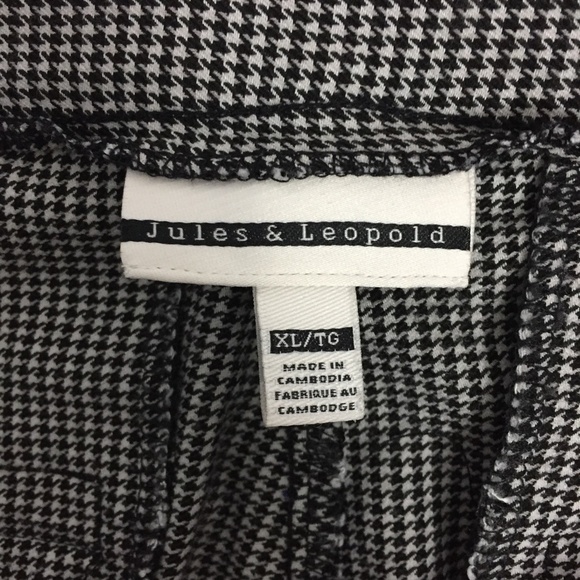 Jules & Leopold
XL/TG
MADE IN
CAMBODIA
FABRIQUE AU
CAMBODGE